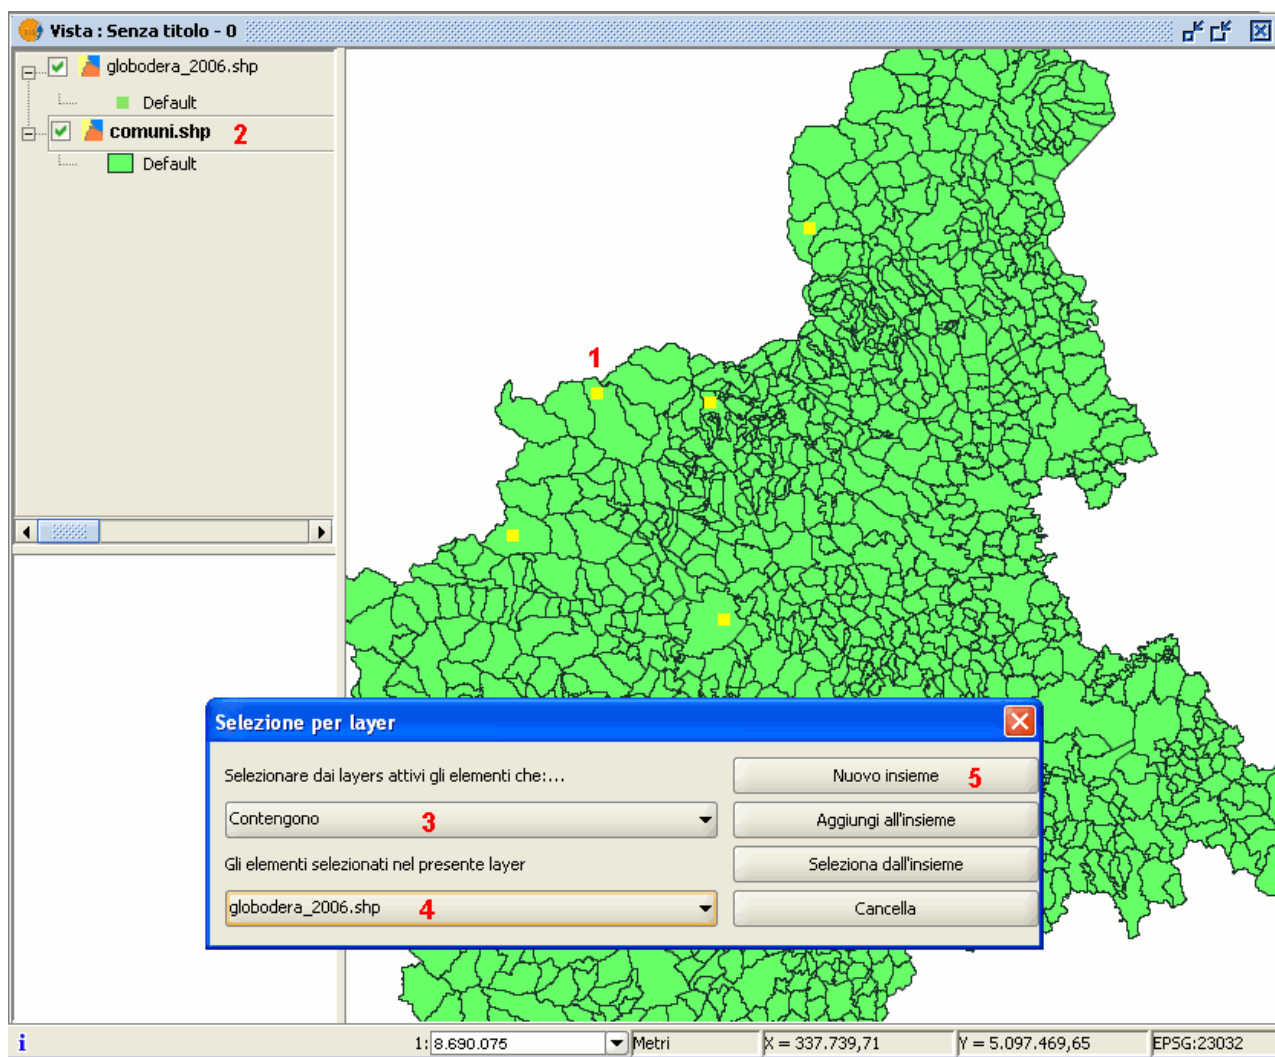 Vista : Senza titolo - 0
globodera_2006.shp
Default
comuni.shp 2
Default
1
Selezione per layer
Selezionare dai layers attivi gli elementi che:...
Nuovo insieme 5
Contengono 3
Aggiungi all'insieme
Gli elementi selezionati nel presente layer
Seleziona dall'insieme
globodera_2006.shp 4
Cancella
i 1: 8.690.075 Metri X = 337.739,71 Y = 5.097.469,65 EPSG:23032